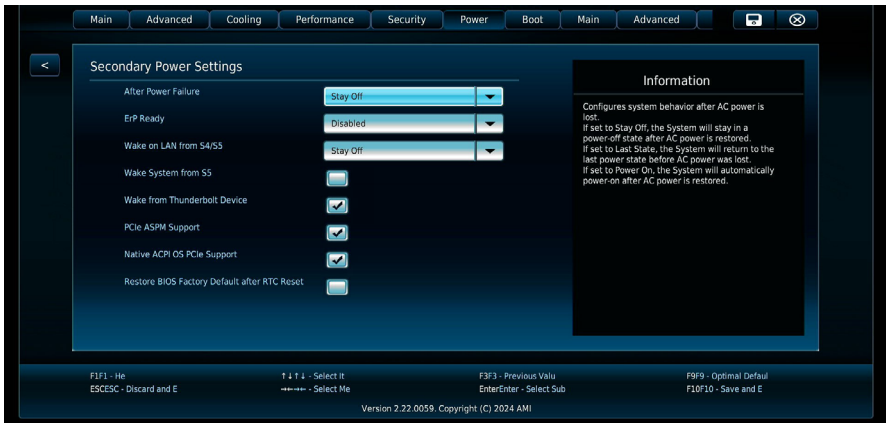 Main Advanced Cooling Performance Security Power Boot Main Advanced
<
Secondary Power Settings
After Power Failure Stay Off
ErP Ready Disabled
Wake on LAN from S4/S5 Stay Off
Wake System from S5
Wake from Thunderbolt Device
PCIe ASPM Support
Native ACPI OS PCIe Support
Restore BIOS Factory Default after RTC Reset
Information
Configures system behavior after AC power is
lost.
If set to Stay Off, the System will stay in a
power-off state after AC power is restored.
If set to Last State, the System will return to the
last power state before AC power was lost.
If set to Power On, the System will automatically
power-on after AC power is restored.
F1F1 - He ↑↓↑↓ - Select It F3F3 - Previous Valu F9F9 - Optimal Defaul
ESCESC - Discard and E →←→← - Select Me EnterEnter - Select Sub F10F10 - Save and E
Version 2.22.0059. Copyright (C) 2024 AMI